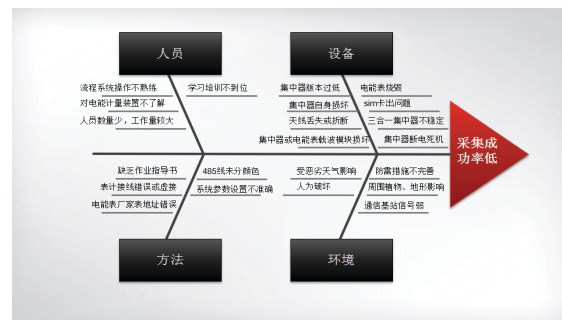 人员
设备
流程系统操作不熟练
学习培训不到位
对电能计量装置不了解
人员数量少，工作量较大
集中器版本过低
电能表烧毁
集中器自身损坏
sim卡出问题
天线丢失或折断
三合一集中器不稳定
集中器或电能表载波模块损坏
集中器断电死机
采集成
功率低
缺乏作业指导书
485线未分颜色
表计接线错误或虚接
系统参数设置不准确
电能表厂家表地址错误
受恶劣天气影响
防雷措施不完善
人为破坏
周围植物、地形影响
通信基站信号弱
方法
环境